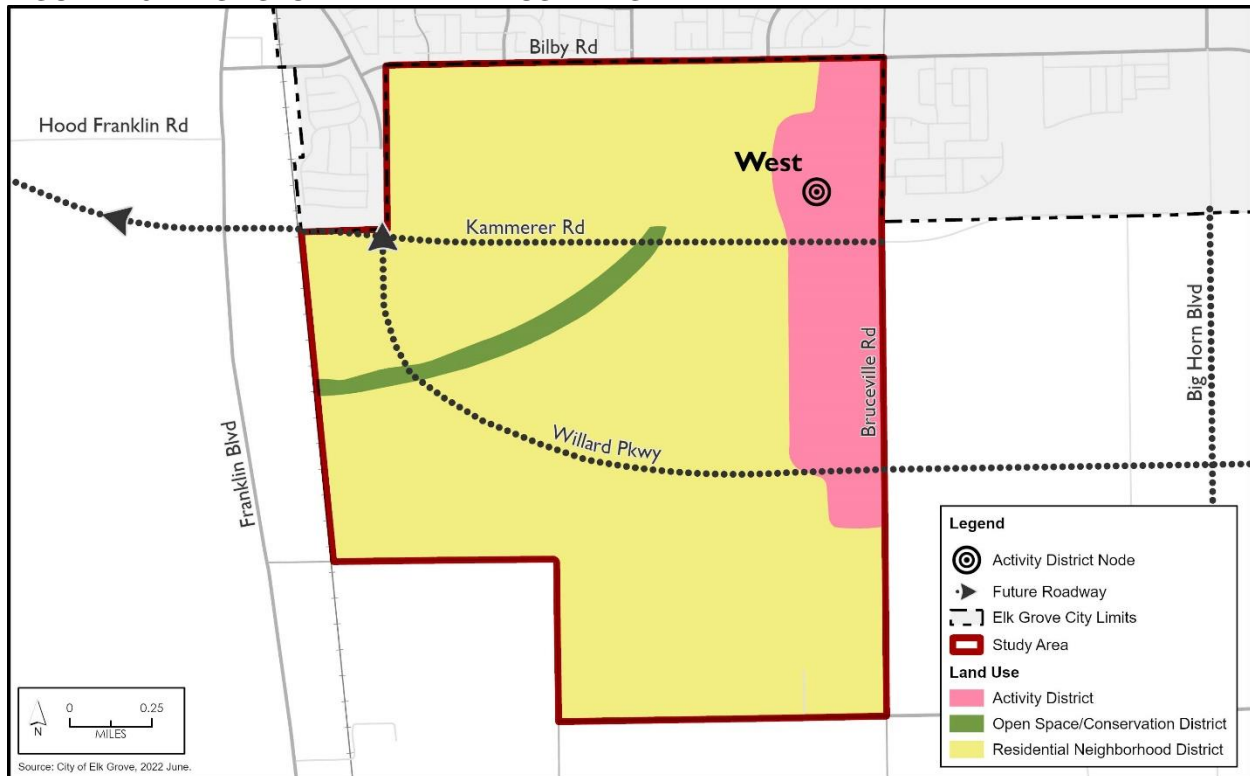 Bilby Rd
Hood Franklin Rd
West
Kammerer Rd
Big Horn Blvd
Bruceville Rd
Franklin Blvd
Willard Pkwy
Legend
Activity District Node
Future Roadway
Elk Grove City Limits
Study Area
Land Use
Activity District
Open Space/Conservation District
Residential Neighborhood District
N
0 0.25
MILES
Source: City of Elk Grove, 2022 June.